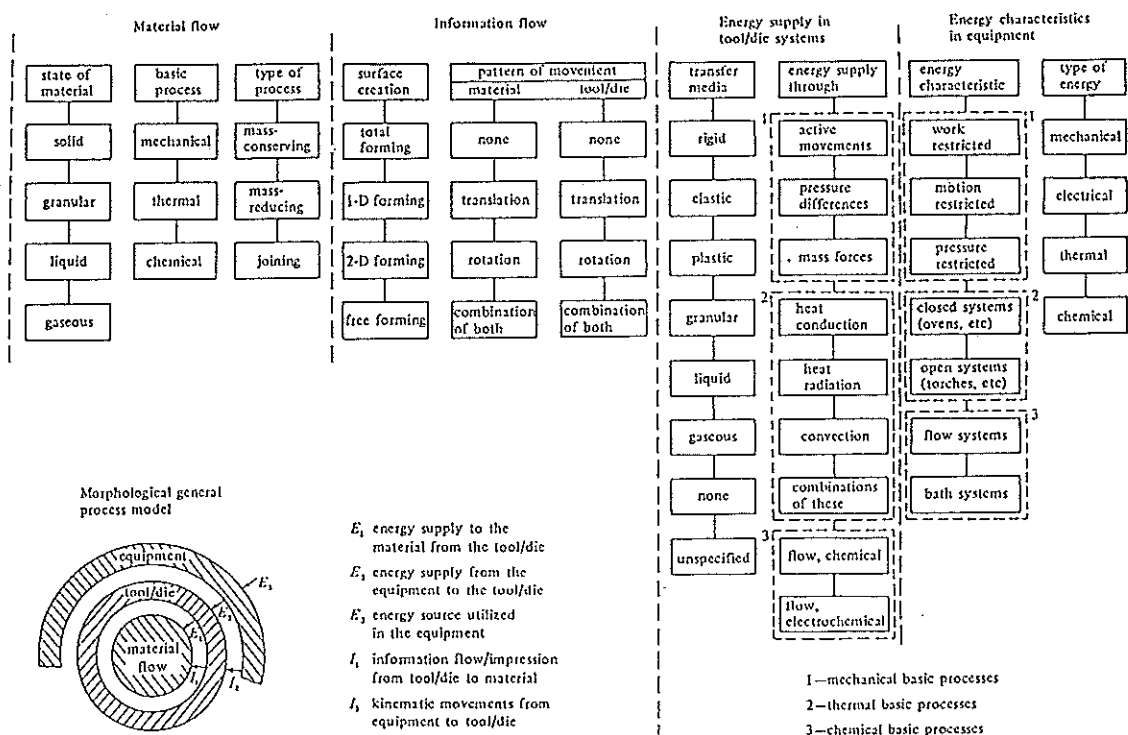 Material flow
Information flow
Energy supply in
tool/die systems
Energy characteristics
in equipment
state of
material
solid
granular
liquid
gaseous
basic
process
mechanical
thermal
chemical
type of
process
mass-
conserving
mass-
reducing
joining
surface
creation
total
forming
1-D forming
2-D forming
free forming
pattern of movement
material
tool/die
none
translation
rotation
combination
of both
none
translation
rotation
combination
of both
transfer
media
rigid
elastic
plastic
granular
liquid
gaseous
none
unspecified
energy supply
through
1
active
movements
pressure
differences
mass forces
2
heat
conduction
heat
radiation
convection
combinations
of these
3
flow, chemical
flow,
electrochemical
energy
characteristic
1
work
restricted
motion
restricted
pressure
restricted
2
closed systems
(ovens, etc)
open systems
(torches, etc)
3
flow systems
bath systems
type of
energy
mechanical
electrical
thermal
chemical
Morphological general
process model
equipment
tool/die
material
flow
E₃
E₂
E₁
I₁
I₂
E₁ energy supply to the
material from the tool/die
energy supply from the
equipment to the tool/die
energy source utilized
in the equipment
I₁ information flow/impression
from tool/die to material
kinematic movements from
equipment to tool/die
1—mechanical basic processes
2—thermal basic processes
3—chemical basic processes